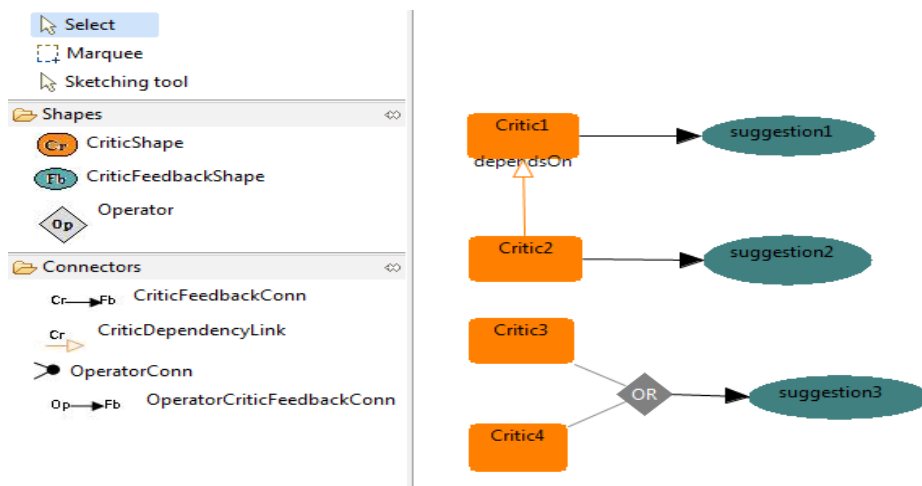 Select
Marquee
Sketching tool
Shapes
Cr CriticShape
Fb CriticFeedbackShape
Op Operator
Connectors
Cr Fb CriticFeedbackConn
Cr CriticDependencyLink
OperatorConn
Op Fb OperatorCriticFeedbackConn
Critic1
suggestion1
dependsOn
Critic2
suggestion2
Critic3
OR
suggestion3
Critic4